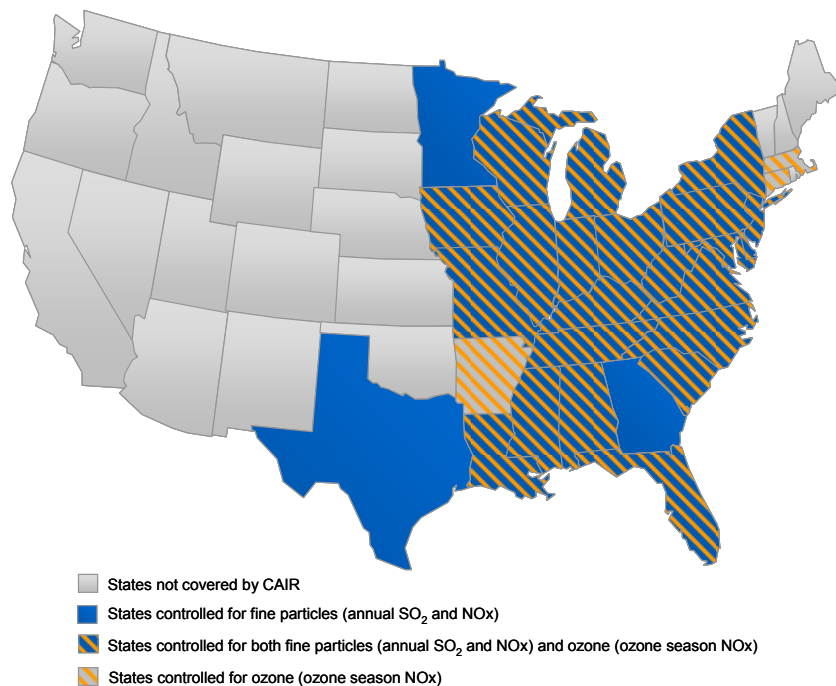 States not covered by CAIR
States controlled for fine particles (annual SO₂ and NOx)
States controlled for both fine particles (annual SO₂ and NOx) and ozone (ozone season NOx)
States controlled for ozone (ozone season NOx)